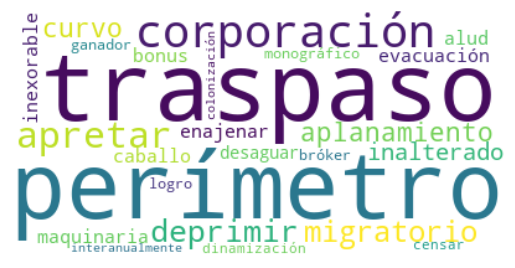 curvo corporación alud
ganador bonus colonización monográfico evacuación
inexorable traspaso
apretar enajenar aplanamiento
caballo desaguar bróker inalterado
perímetro
logro
maquinaria deprimir migratorio
interanualmente dinamización censar